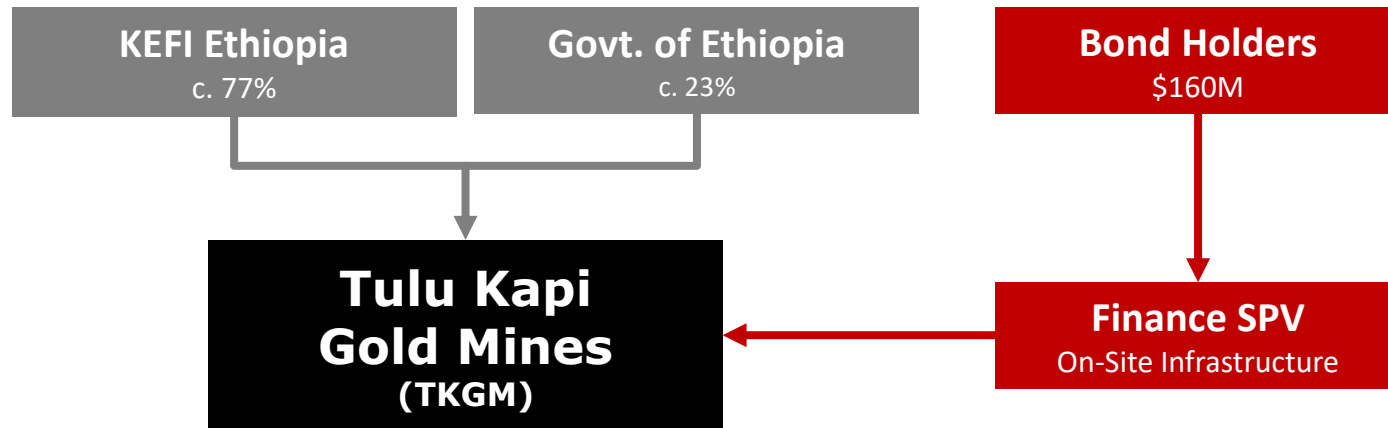 KEFI Ethiopia
c. 77%
Govt. of Ethiopia
c. 23%
Bond Holders
$160M
Tulu Kapi
Gold Mines
(TKGM)
Finance SPV
On-Site Infrastructure